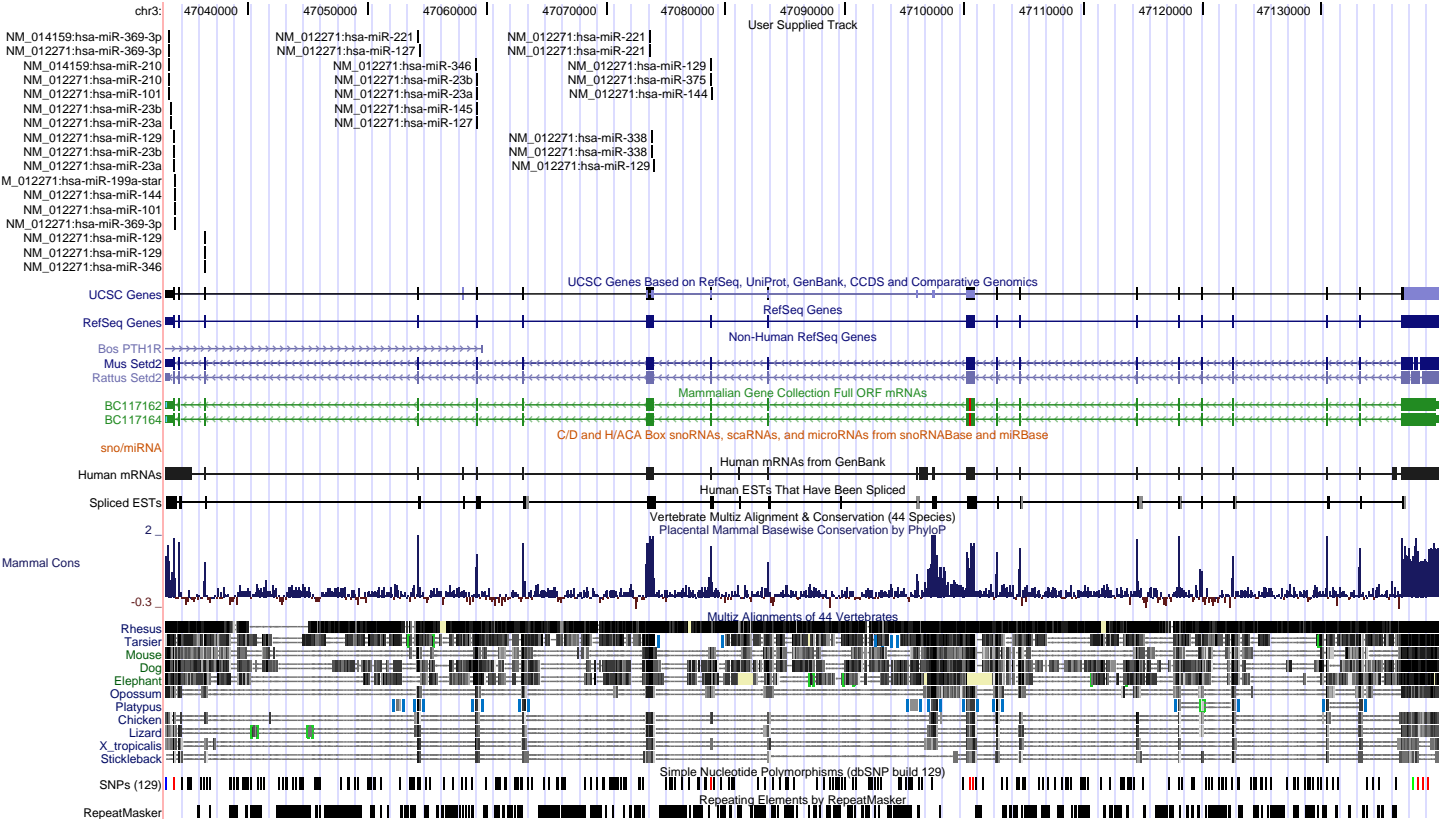 chr3: 47040000 47050000 47060000 47070000 47080000 47090000 47100000 47110000 47120000 47130000
User Supplied Track
NM_014159:hsa-miR-369-3p NM_012271:hsa-miR-221 NM_012271:hsa-miR-221
NM_012271:hsa-miR-369-3p NM_012271:hsa-miR-127 NM_012271:hsa-miR-221
NM_014159:hsa-miR-210 NM_012271:hsa-miR-346 NM_012271:hsa-miR-129
NM_012271:hsa-miR-210 NM_012271:hsa-miR-23b NM_012271:hsa-miR-375
NM_012271:hsa-miR-101 NM_012271:hsa-miR-23a NM_012271:hsa-miR-144
NM_012271:hsa-miR-23b NM_012271:hsa-miR-145
NM_012271:hsa-miR-23a NM_012271:hsa-miR-127
NM_012271:hsa-miR-129 NM_012271:hsa-miR-338
NM_012271:hsa-miR-23b NM_012271:hsa-miR-338
NM_012271:hsa-miR-23a NM_012271:hsa-miR-129
M_012271:hsa-miR-199a-star
NM_012271:hsa-miR-144
NM_012271:hsa-miR-101
NM_012271:hsa-miR-369-3p
NM_012271:hsa-miR-129
NM_012271:hsa-miR-129
NM_012271:hsa-miR-346
UCSC Genes Based on RefSeq, UniProt, GenBank, CCDS and Comparative Genomics
UCSC Genes
RefSeq Genes
RefSeq Genes
Non-Human RefSeq Genes
Bos PTH1R
Mus Setd2
Rattus Setd2
Mammalian Gene Collection Full ORF mRNAs
BC117162
BC117164
C/D and H/ACA Box snoRNAs, scaRNAs, and microRNAs from snoRNABase and miRBase
sno/miRNA
Human mRNAs from GenBank
Human mRNAs
Human ESTs That Have Been Spliced
Spliced ESTs
Vertebrate Multiz Alignment & Conservation (44 Species)
2 _
Placental Mammal Basewise Conservation by PhyloP
Mammal Cons
-0.3 _
Multiz Alignments of 44 Vertebrates
Rhesus
Tarsier
Mouse
Dog
Elephant
Opossum
Platypus
Chicken
Lizard
X_tropicalis
Stickleback
Simple Nucleotide Polymorphisms (dbSNP build 129)
SNPs (129)
Repeating Elements by RepeatMasker
RepeatMasker